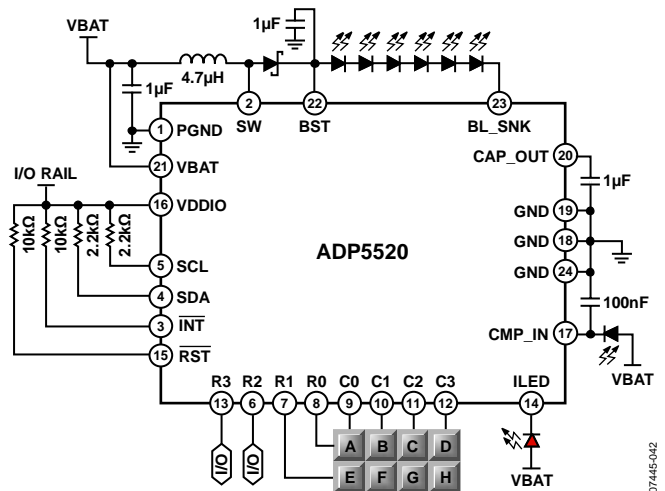 VBAT
1µF
4.7µH
1µF
2
SW
22
BST
23
BL_SNK
1 PGND
21 VBAT
I/O RAIL
16 VDDIO
10kΩ
10kΩ
2.2kΩ
2.2kΩ
5 SCL
4 SDA
3 INT
15 RST
ADP5520
CAP_OUT 20
1µF
GND 19
GND 18
GND 24
100nF
CMP_IN 17
VBAT
R3 R2 R1 R0 C0 C1 C2 C3 ILED
13 6 7 8 9 10 11 12 14
I/O I/O
A B C D
E F G H
VBAT
07445-042